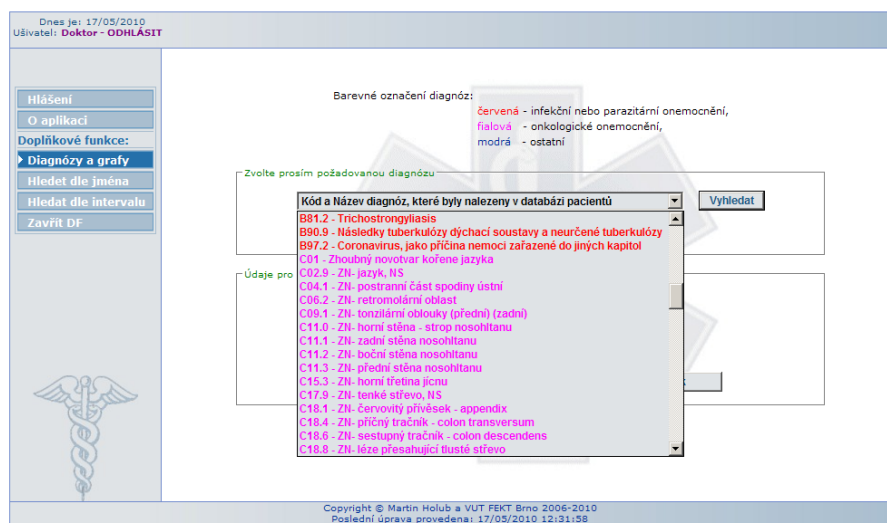 Dnes je: 17/05/2010
Ušivatel: Doktor - ODHLÁSIT
Hlášení
O aplikaci
Doplňkové funkce:
Diagnózy a grafy
Hledet dle jména
Hledat dle intervalu
Zavřít DF
Barevné označení diagnóz:
červená - infekční nebo parazitární onemocnění,
fialová - onkologické onemocnění,
modrá - ostatní
Zvolte prosím požadovanou diagnózu
Kód a Název diagnóz, které byly nalezeny v databázi pacientů
Vyhledat
B81.2 - Trichostrongyliasis
B90.9 - Následky tuberkulózy dýchací soustavy a neurčené tuberkulózy
B97.2 - Coronavirus, jako příčina nemoci zařazené do jiných kapitol
C01 - Zhoubný novotvar kořene jazyka
Údaje pro
C02.9 - ZN- jazyk, NS
C04.1 - ZN- postranní část spodiny ústní
C06.2 - ZN- retromolární oblast
C09.1 - ZN- tonzilární oblouky (přední) (zadní)
C11.0 - ZN- horní stěna - strop nosohltanu
C11.1 - ZN- zadní stěna nosohltanu
C11.2 - ZN- boční stěna nosohltanu
C11.3 - ZN- přední stěna nosohltanu
C15.3 - ZN- horní třetina jícnu
C17.9 - ZN- tenké střevo, NS
C18.1 - ZN- červovitý přívěsek - appendix
C18.4 - ZN- příčný tračník - colon transversum
C18.6 - ZN- sestupný tračník - colon descendens
C18.8 - ZN- léze přesahující tlusté střevo
Copyright © Martin Holub a VUT FEKT Brno 2006-2010
Poslední úprava provedena: 17/05/2010 12:31:58